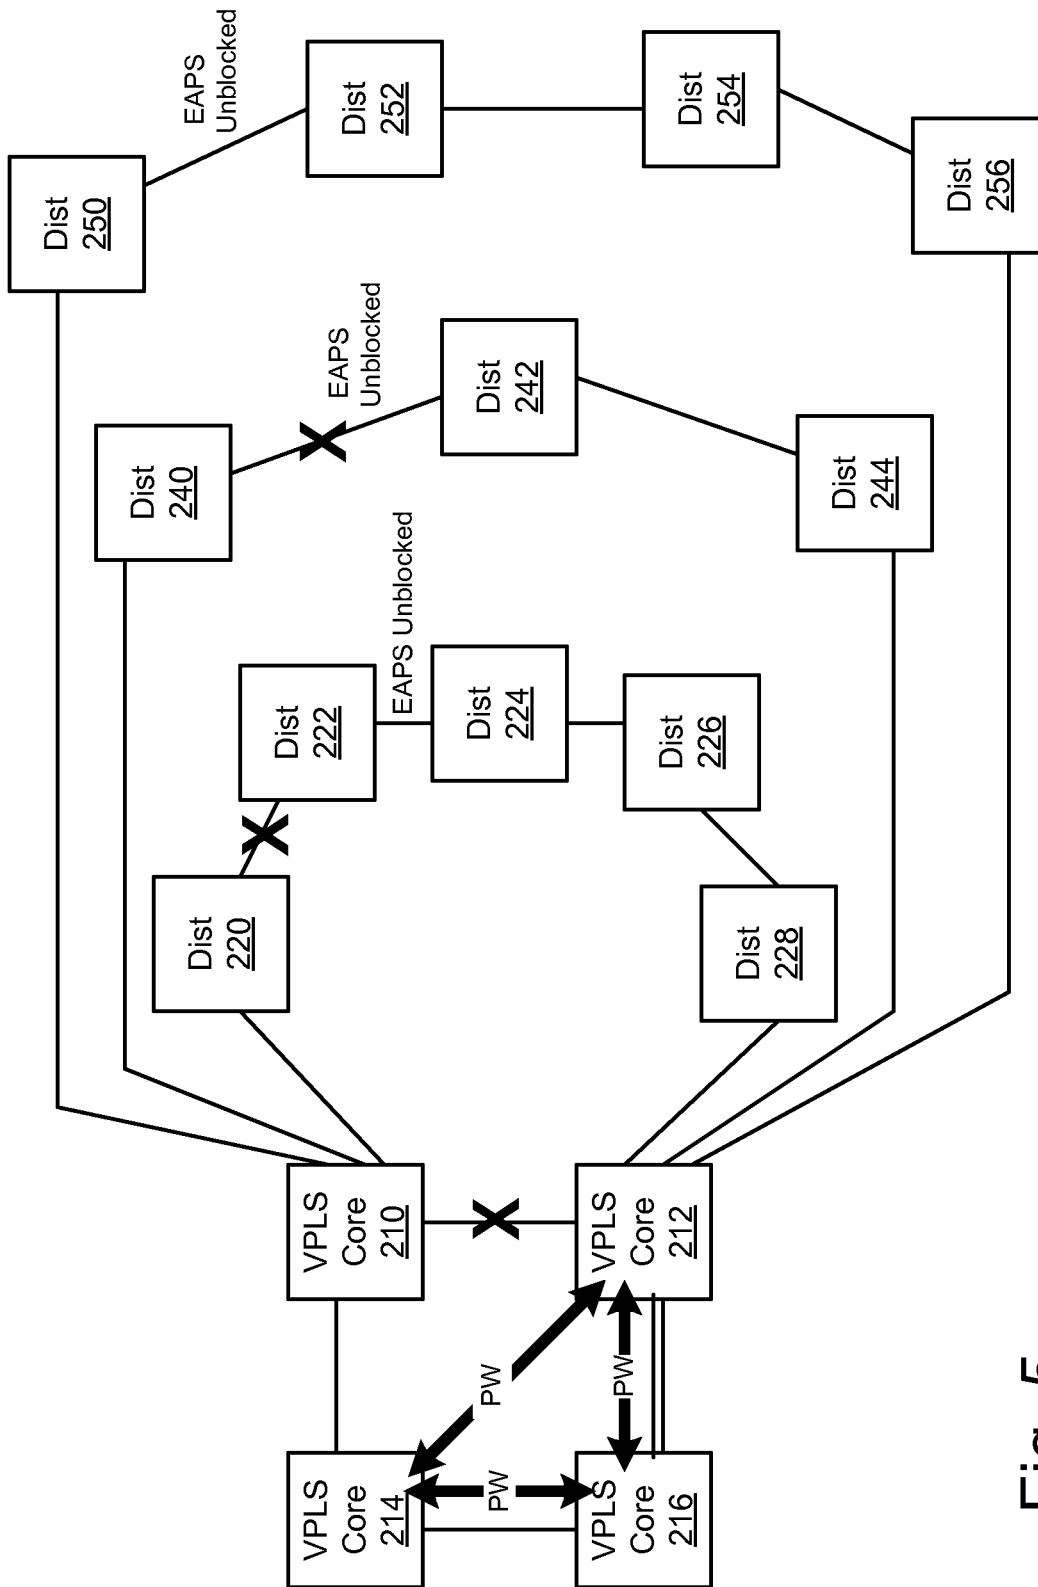 Dist
250
Dist
240
EAPS
Unblocked
Dist
220
Dist
222
VPLS
Core
214
VPLS
Core
210
EAPS
Unblocked
Dist
252
EAPS Unblocked
PW
PW
Dist
224
Dist
242
VPLS
Core
216
PW
VPLS
Core
212
Dist
226
Dist
254
Dist
228
Dist
244
Dist
256
Fig. 5